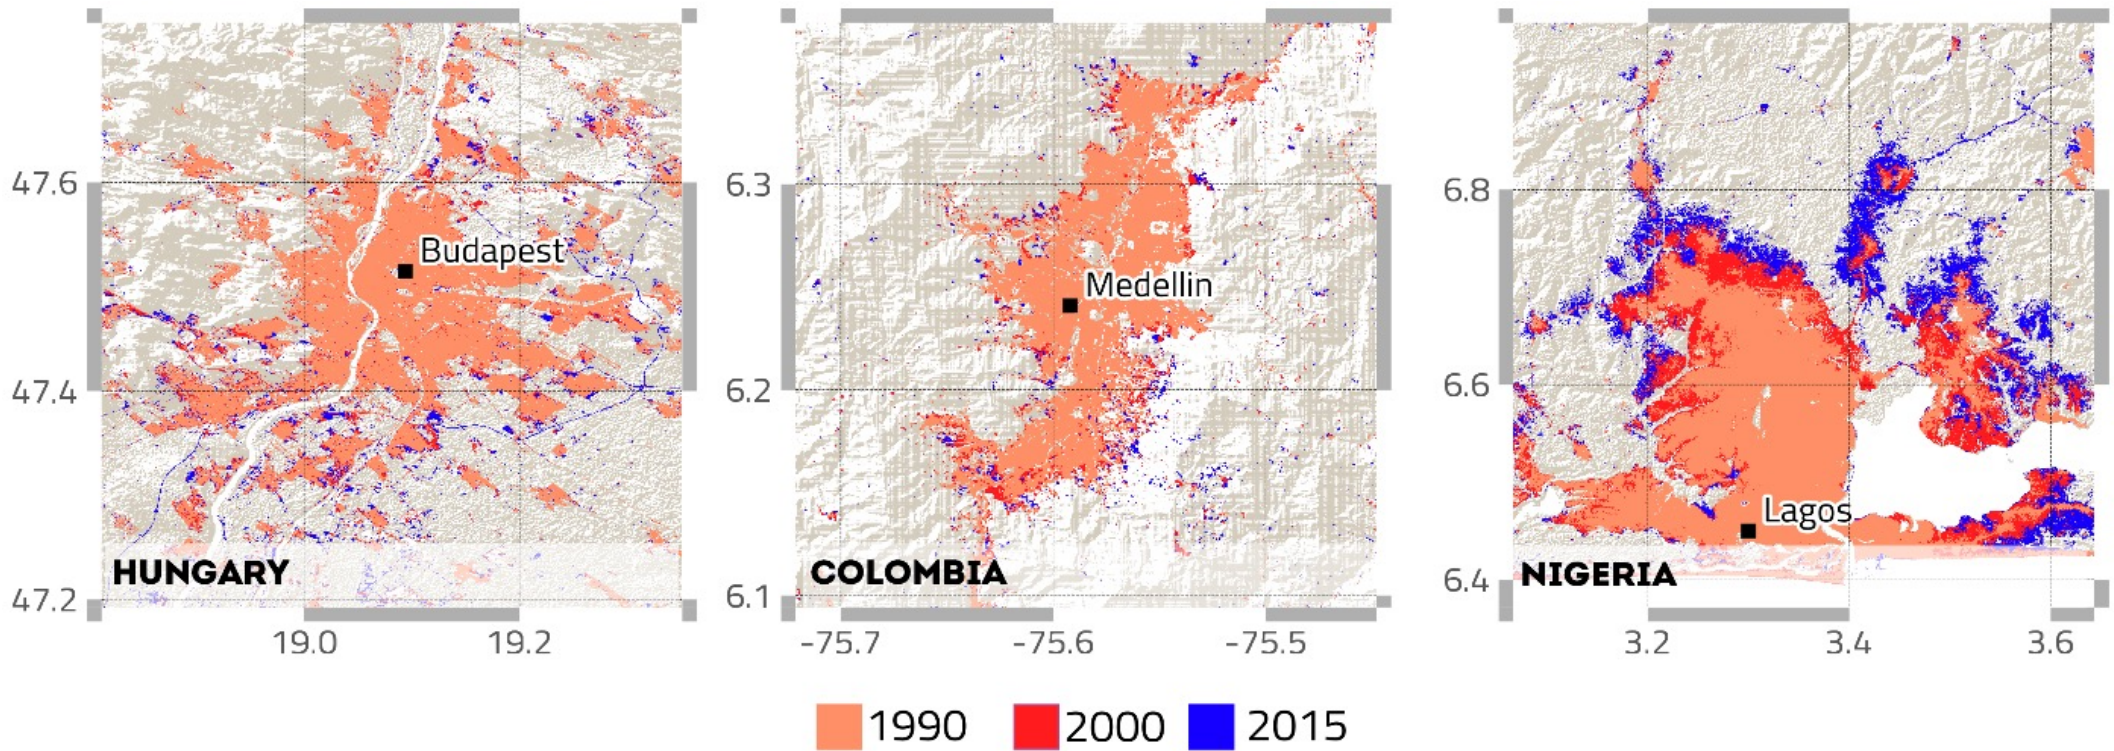 47.6
47.4
47.2
Budapest
HUNGARY
19.0 19.2
6.3
6.2
6.1
Medellin
COLOMBIA
-75.7 -75.6 -75.5
6.8
6.6
6.4
Lagos
NIGERIA
3.2 3.4 3.6
1990 2000 2015